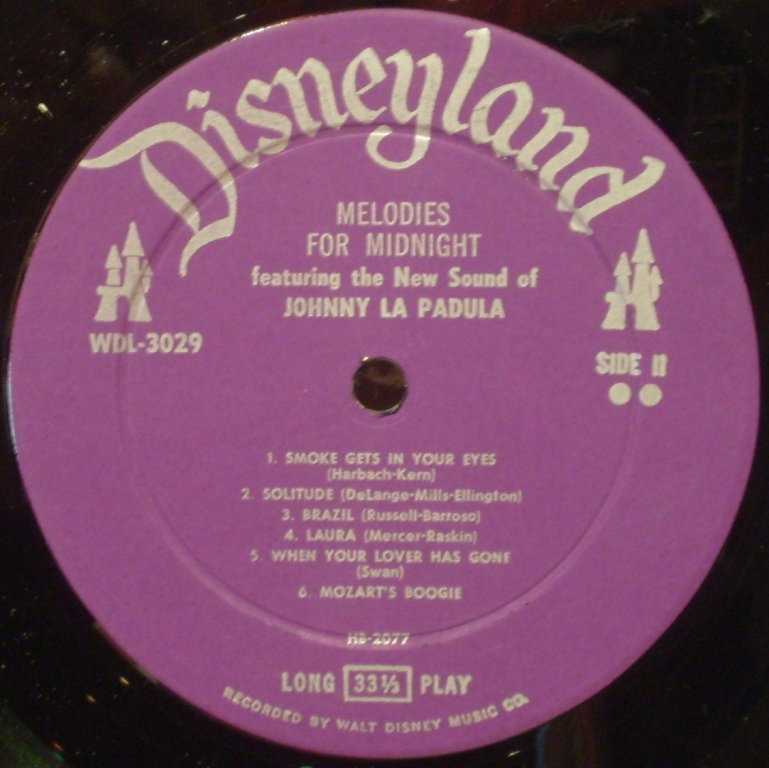 Disneyland
MELODIES
FOR MIDNIGHT
featuring the New Sound of
JOHNNY LA PADULA
WDL-3029
SIDE II
1. SMOKE GETS IN YOUR EYES
(Harbach-Kern)
2. SOLITUDE (DeLange-Mills-Ellington)
3. BRAZIL (Russell-Barroso)
4. LAURA (Mercer-Raskin)
5. WHEN YOUR LOVER HAS GONE
(Swan)
6. MOZART'S BOOGIE
HB-2077
LONG 33⅓ PLAY
RECORDED BY WALT DISNEY MUSIC CO.